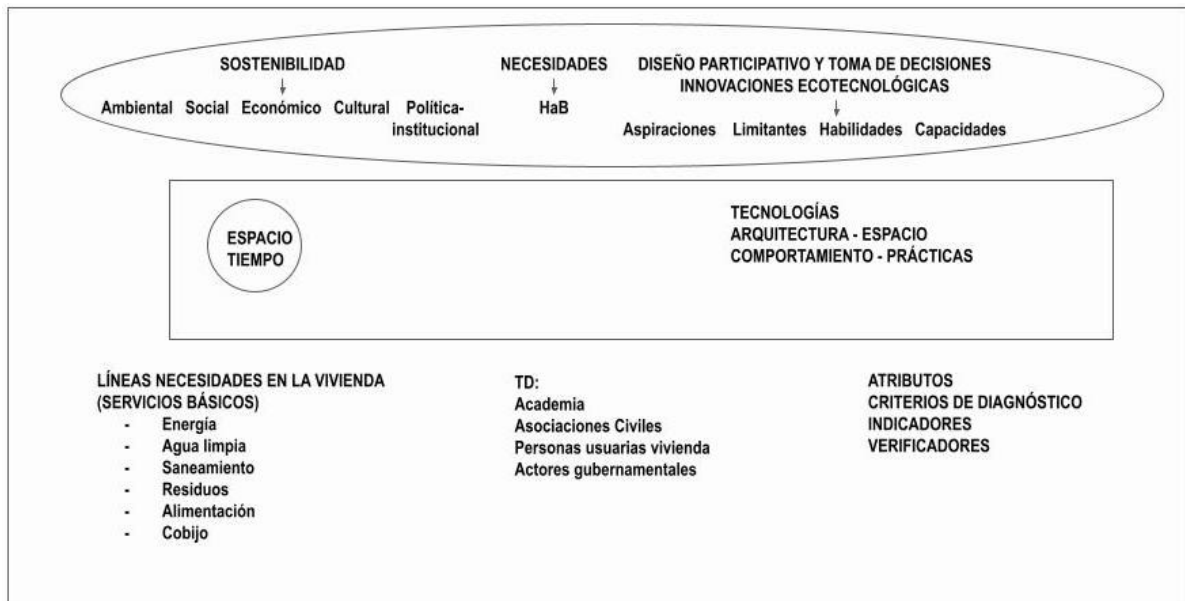 SOSTENIBILIDAD
Ambiental Social Económico Cultural Política-
institucional
NECESIDADES
HaB
DISEÑO PARTICIPATIVO Y TOMA DE DECISIONES
INNOVACIONES ECOTECNOLÓGICAS
Aspiraciones Limitantes Habilidades Capacidades
ESPACIO
TIEMPO
TECNOLOGÍAS
ARQUITECTURA - ESPACIO
COMPORTAMIENTO - PRÁCTICAS
LÍNEAS NECESIDADES EN LA VIVIENDA
(SERVICIOS BÁSICOS)
- Energía
- Agua limpia
- Saneamiento
- Residuos
- Alimentación
- Cobijo
TD:
Academia
Asociaciones Civiles
Personas usuarias vivienda
Actores gubernamentales
ATRIBUTOS
CRITERIOS DE DIAGNÓSTICO
INDICADORES
VERIFICADORES